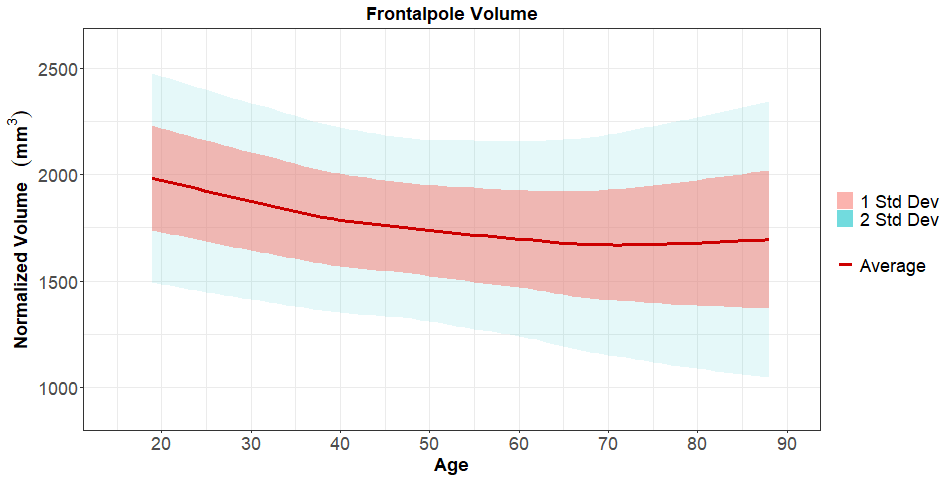 Frontalpole Volume
Normalized Volume (mm³)
2500
2000
1500
1000
20 30 40 50 60 70 80 90
Age
1 Std Dev
2 Std Dev
Average